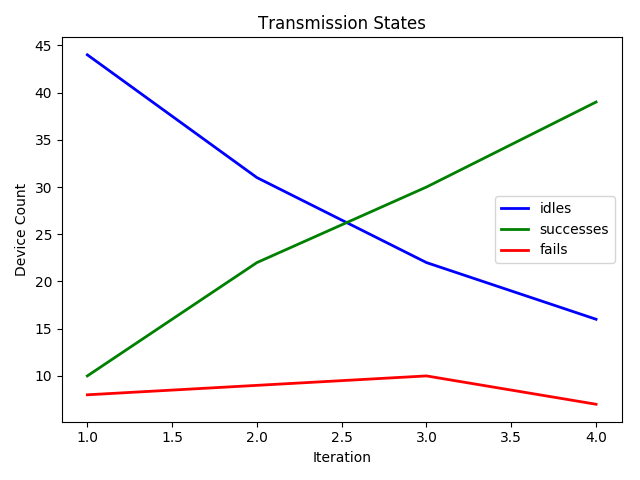 Transmission States
45
40
35
30
25
20
15
10
Device Count
idles
successes
fails
1.0 1.5 2.0 2.5 3.0 3.5 4.0
Iteration